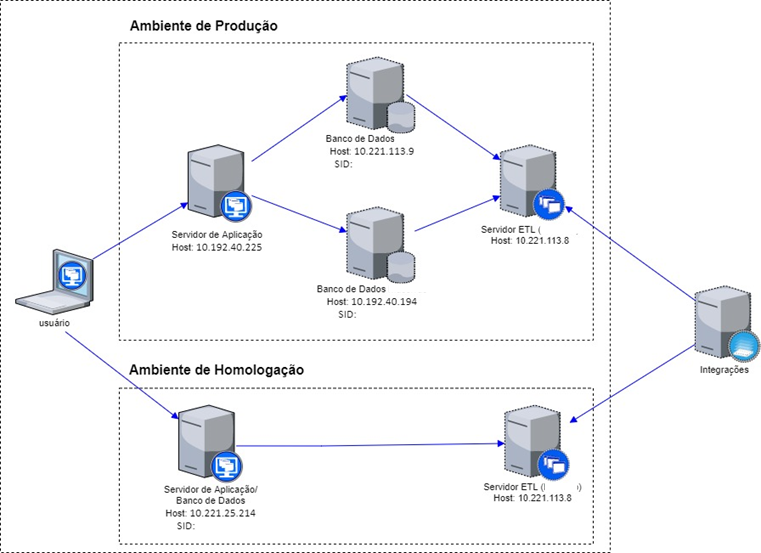 Ambiente de Produção
Banco de Dados
Host: 10.221.113.9
SID:
Servidor de Aplicação
Host: 10.192.40.225
Servidor ETL (
Host: 10.221.113.8
Banco de Dados
Host: 10.192.40.194
SID:
usuário
Integrações
Ambiente de Homologação
Servidor de Aplicação/
Banco de Dados
Host: 10.221.25.214
SID:
Servidor ETL ( )
Host: 10.221.113.8